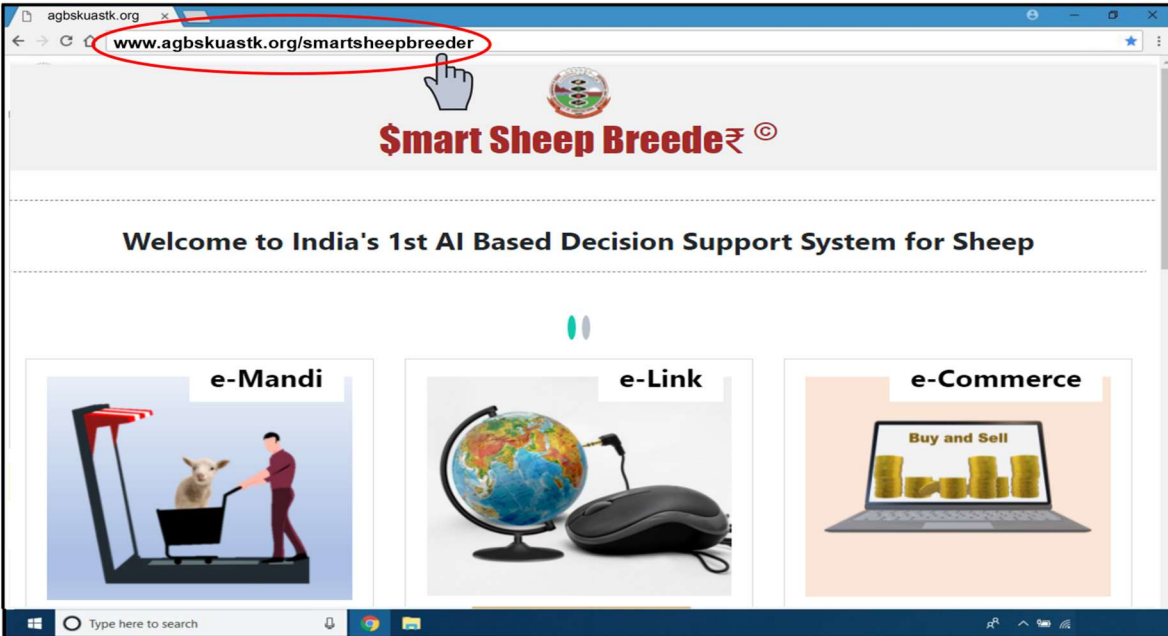 agbskuastk.org
www.agbskuastk.org/smartsheepbreeder
$mart Sheep Breede₹ ©
Welcome to India's 1st AI Based Decision Support System for Sheep
e-Mandi
e-Link
e-Commerce
Buy and Sell
Type here to search